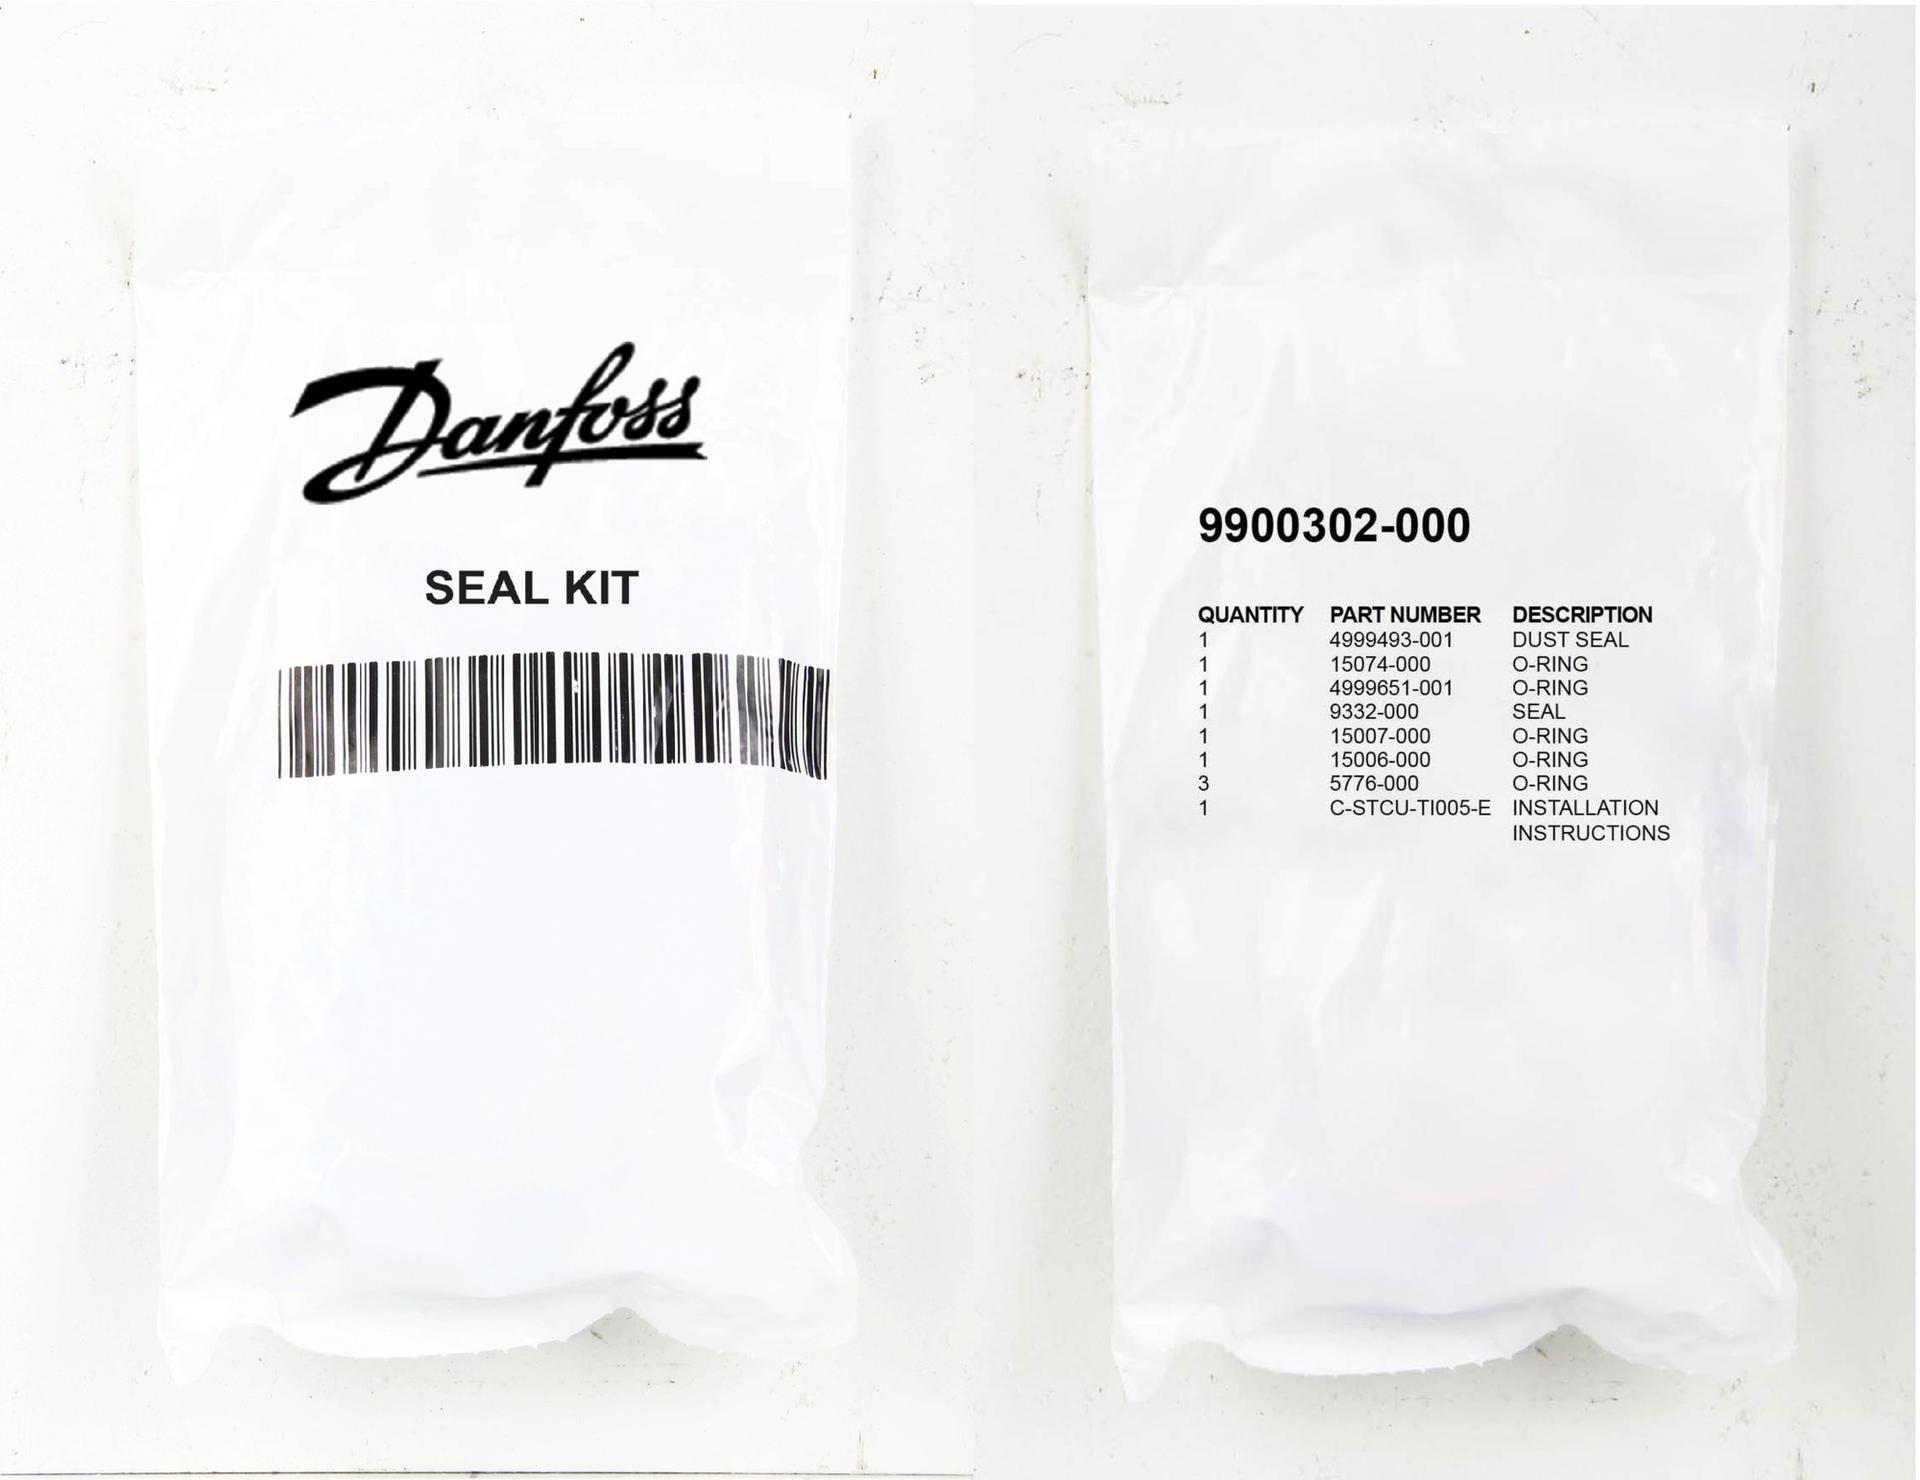 Danfoss
SEAL KIT
9900302-000
QUANTITY PART NUMBER DESCRIPTION
1 4999493-001 DUST SEAL
1 15074-000 O-RING
1 4999651-001 O-RING
1 9332-000 SEAL
1 15007-000 O-RING
1 15006-000 O-RING
3 5776-000 O-RING
1 C-STCU-TI005-E INSTALLATION
INSTRUCTIONS